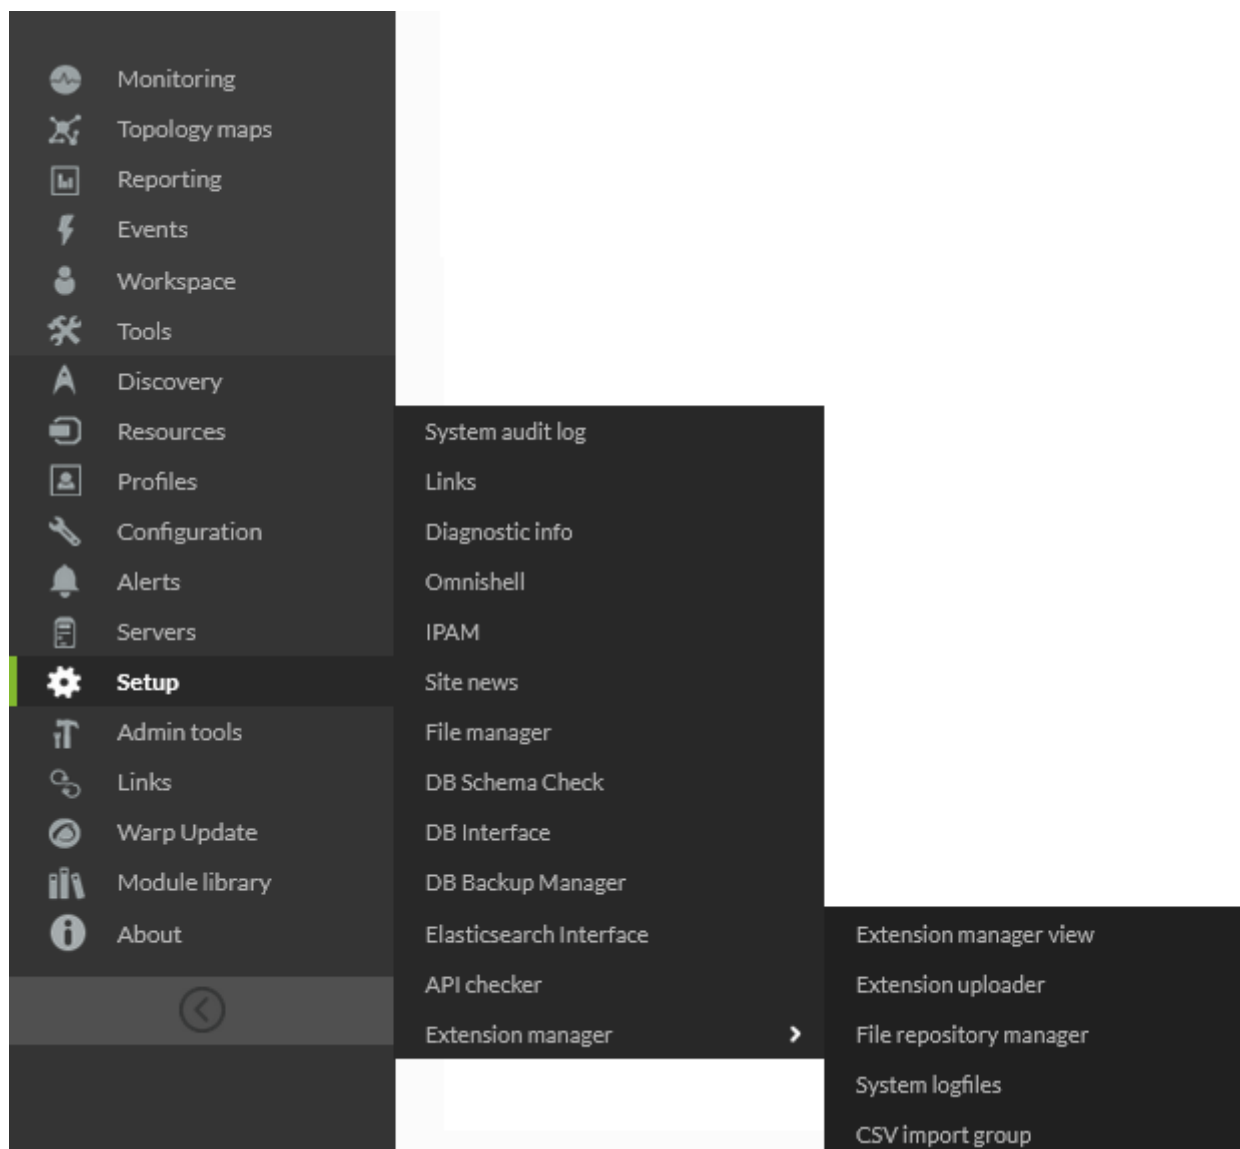 Monitoring
Topology maps
Reporting
Events
Workspace
Tools
Discovery
Resources
Profiles
Configuration
Alerts
Servers
Setup
Admin tools
Links
Warp Update
Module library
About
System audit log
Links
Diagnostic info
Omnishell
IPAM
Site news
File manager
DB Schema Check
DB Interface
DB Backup Manager
Elasticsearch Interface
API checker
Extension manager
Extension manager view
Extension uploader
File repository manager
System logfiles
CSV import group